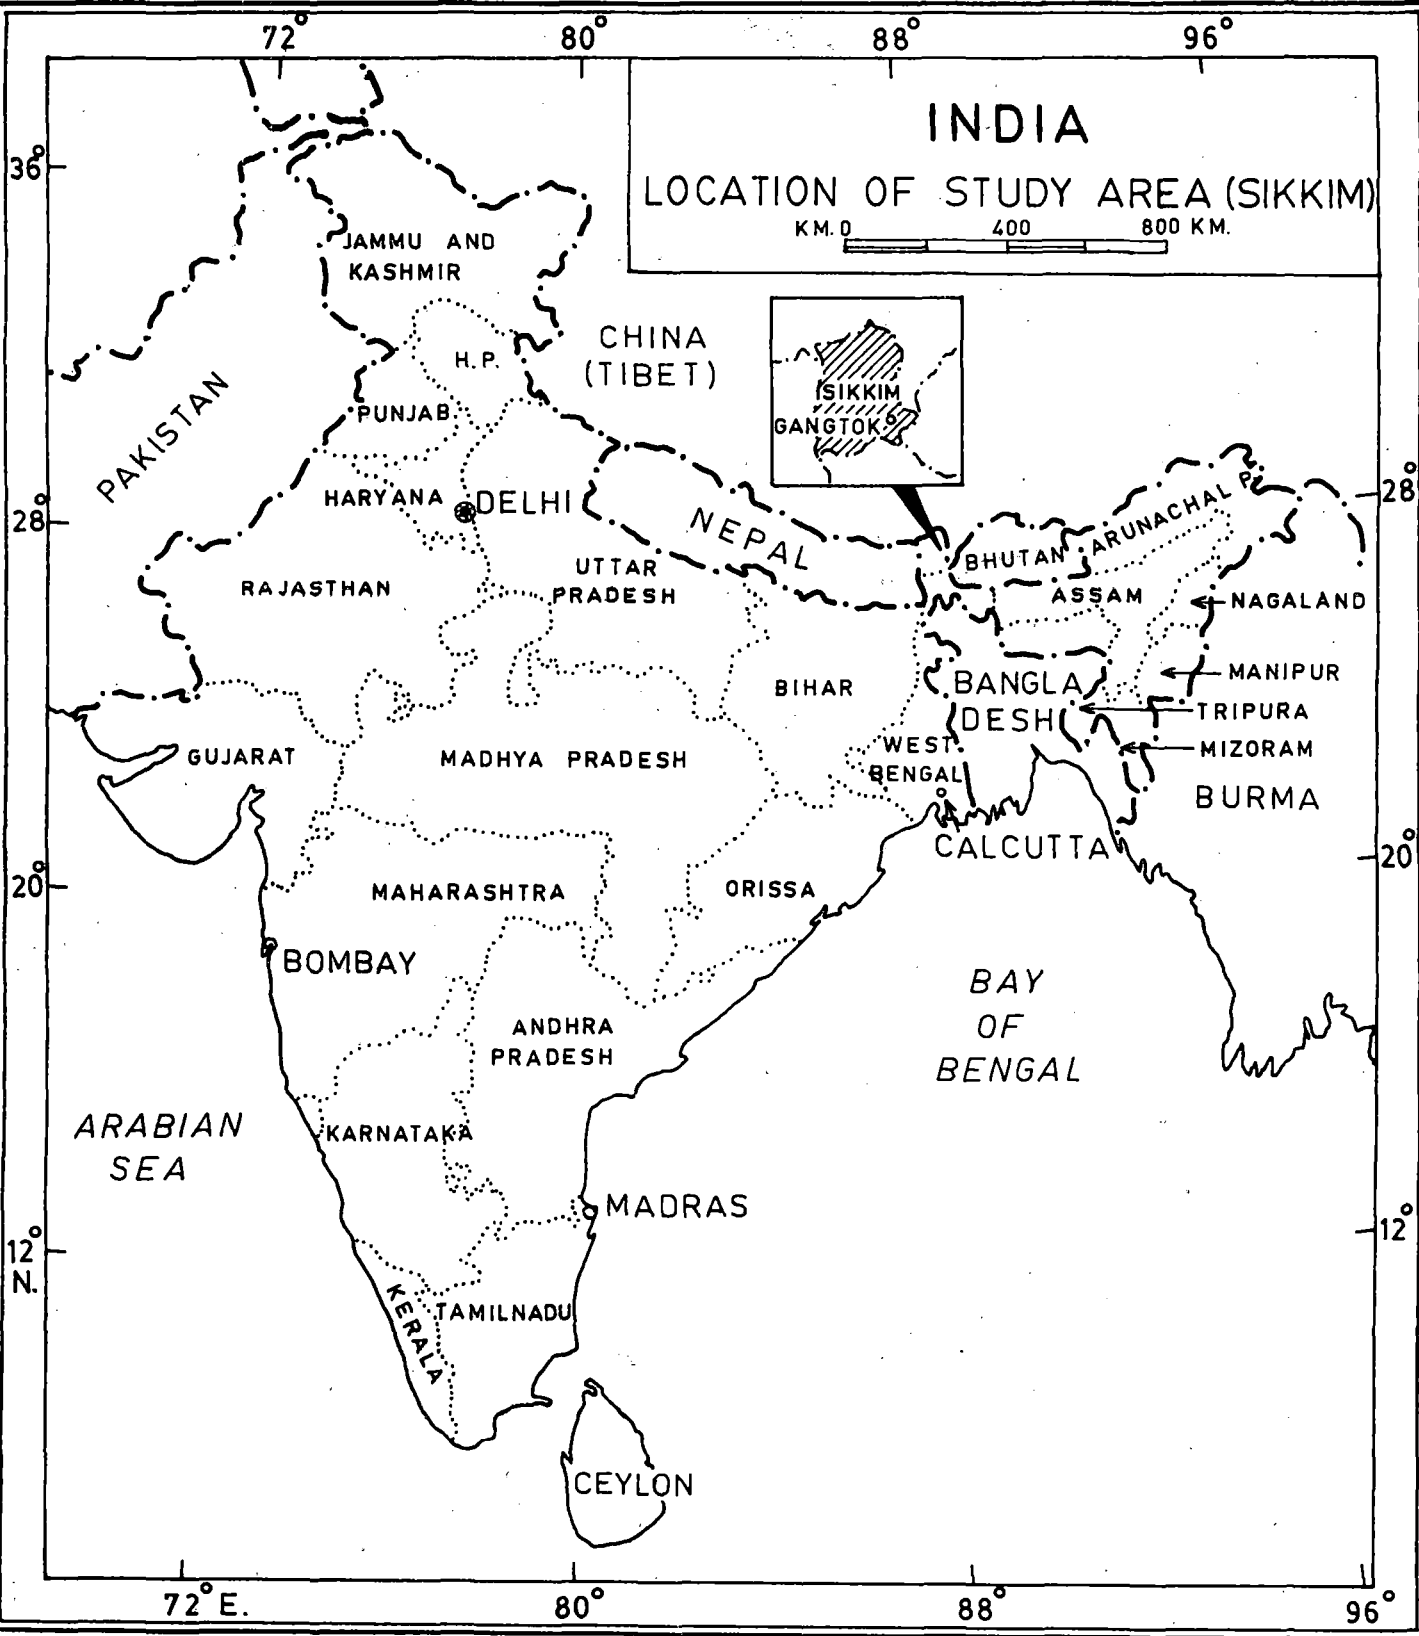 72° 80° 88° 96°
INDIA
LOCATION OF STUDY AREA (SIKKIM)
KM. 0 400 800 KM.
36°
JAMMU AND
KASHMIR
CHINA
(TIBET)
H.P.
SIKKIM
GANGTOK
PUNJAB
PAKISTAN
HARYANA
DELHI
28°
28°
NEPAL
BHUTAN
ARUNACHAL P.
RAJASTHAN
UTTAR
PRADESH
ASSAM
NAGALAND
BIHAR
BANGLA
DESH
MANIPUR
TRIPURA
MIZORAM
GUJARAT
MADHYA PRADESH
WEST
BENGAL
BURMA
CALCUTTA
20°
20°
MAHARASHTRA
ORISSA
BOMBAY
BAY
OF
BENGAL
ANDHRA
PRADESH
ARABIAN
SEA
KARNATAKA
MADRAS
12°
N.
12°
KERALA
TAMILNADU
CEYLON
72° E. 80° 88° 96°